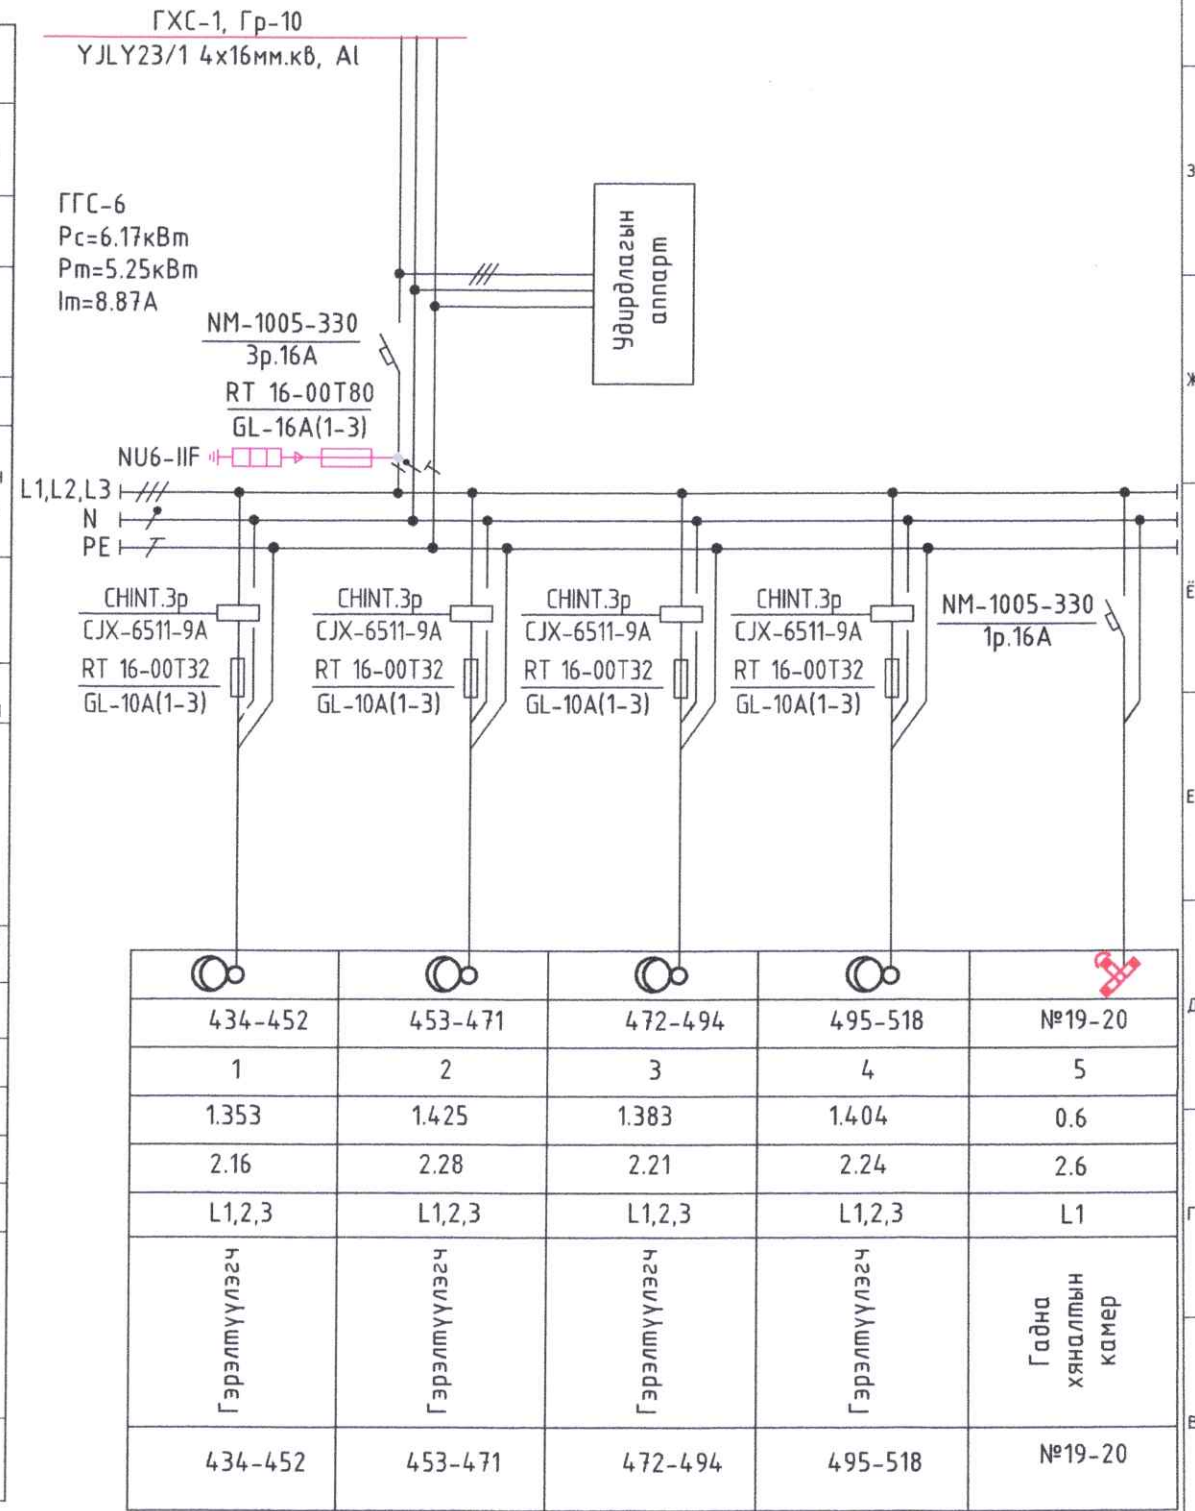 ГХС-1, Гр-10
YJLY23/1 4x16мм.кв, Al
ГГС-6
Рс=6.17кВт
Рт=5.25кВт
Iт=8.87А
Удирдлагын
аппарт
NM-1005-330
3p.16A
RT 16-00T80
GL-16A(1-3)
NU6-IIF
L1,L2,L3
N
PE
CHINT.3p
CJX-6511-9A
RT 16-00T32
GL-10A(1-3)
CHINT.3p
CJX-6511-9A
RT 16-00T32
GL-10A(1-3)
CHINT.3p
CJX-6511-9A
RT 16-00T32
GL-10A(1-3)
CHINT.3p
CJX-6511-9A
RT 16-00T32
GL-10A(1-3)
NM-1005-330
1p.16A
434-452 453-471 472-494 495-518 №19-20
1 2 3 4 5
1.353 1.425 1.383 1.404 0.6
2.16 2.28 2.21 2.24 2.6
L1,2,3 L1,2,3 L1,2,3 L1,2,3 L1
Гэрэлтүүлэгч
Гэрэлтүүлэгч
Гэрэлтүүлэгч
Гэрэлтүүлэгч
Гадна
хяналтын
камер
434-452 453-471 472-494 495-518 №19-20